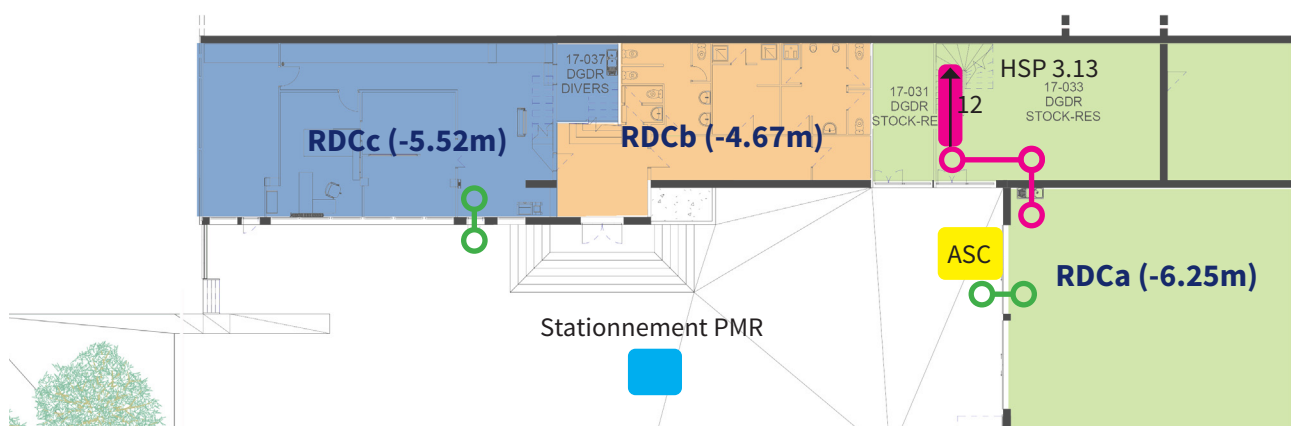 17-037
DGDR
DIVERS
HSP 3.13
17-031
DGDR
STOCK-RE
12
17-033
DGDR
STOCK-RES
RDCc (-5.52m)
RDCb (-4.67m)
ASC
RDCa (-6.25m)
Stationnement PMR